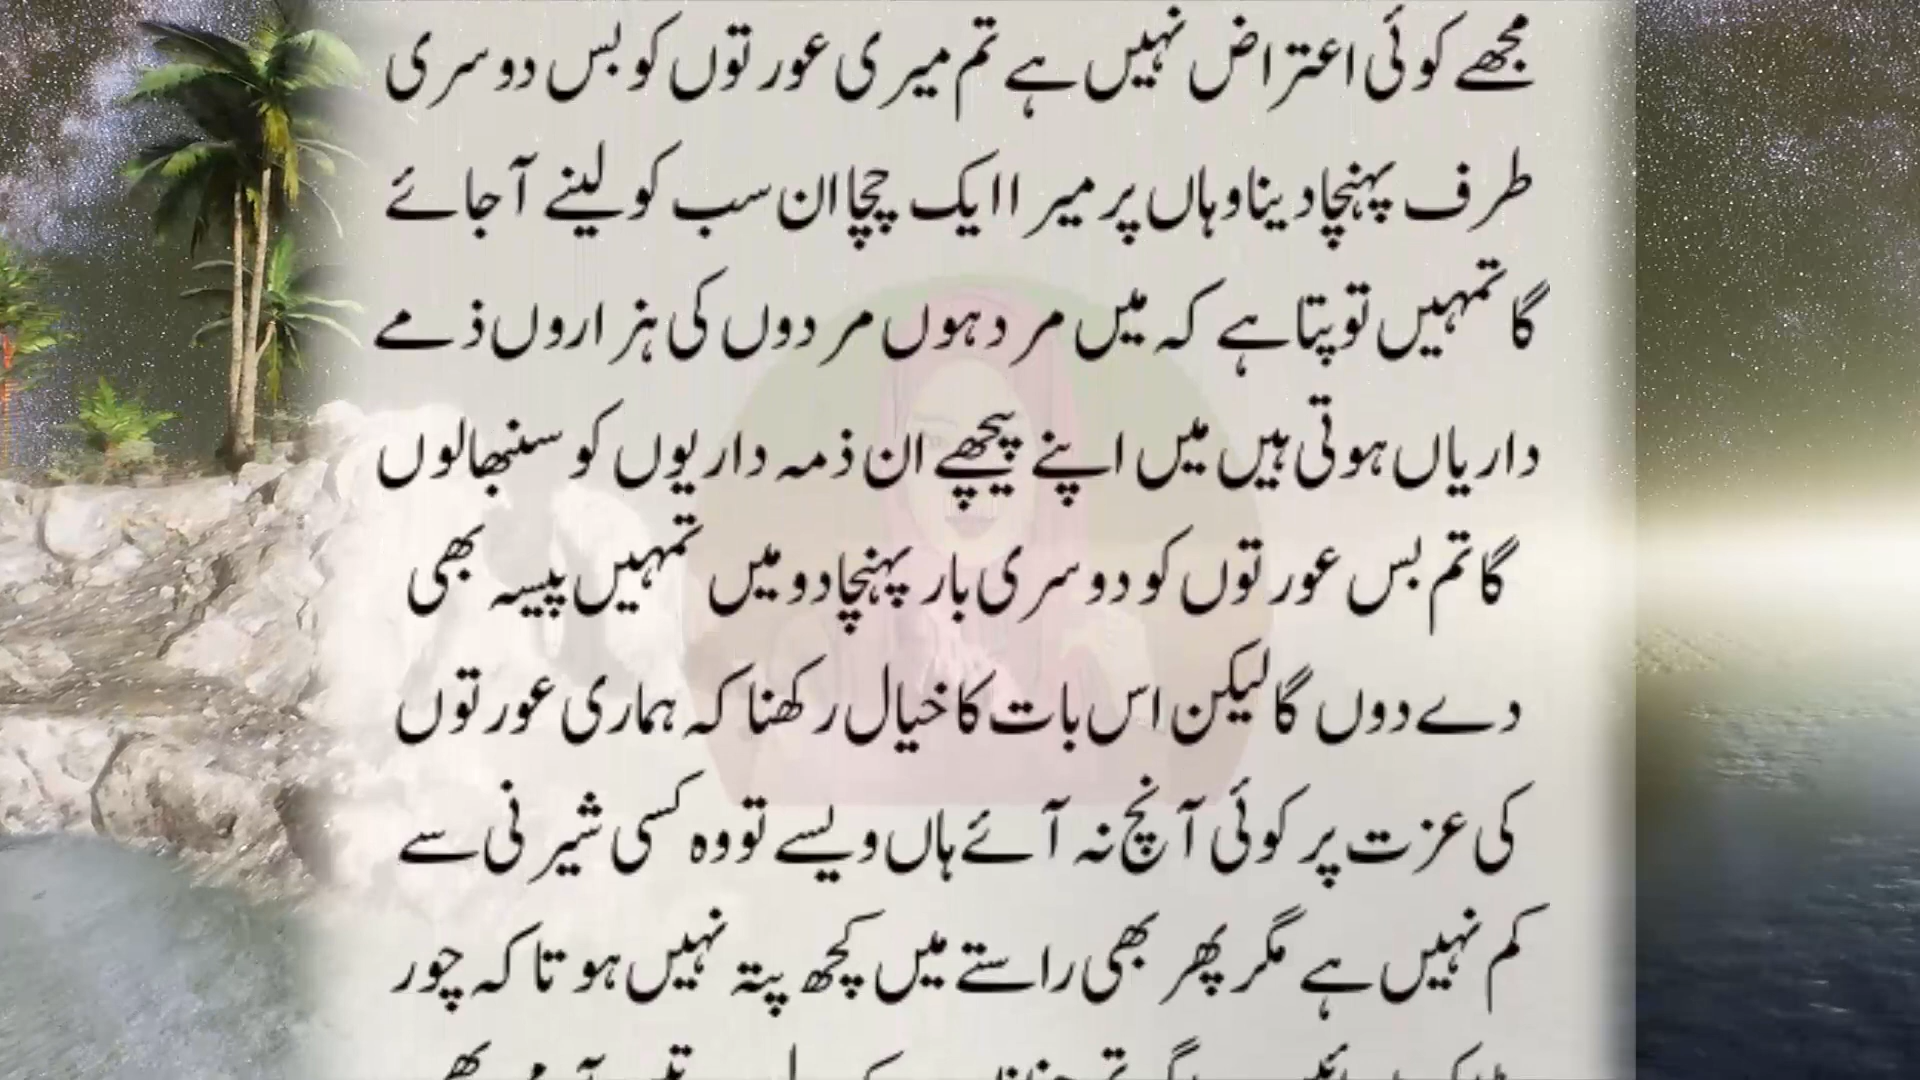 مجھے کوئی اعتراض نہیں ہے تم میری عورتوں کو بس دوسری
طرف پہنچا دینا وہاں پر میرا ایک چچا ان سب کو لینے آجائے
گا تمہیں تو پتا ہے کہ میں مرد ہوں مردوں کی ہزاروں ذمے
داریاں ہوتی ہیں میں اپنے پیچھے ان ذمہ داریوں کو سنبھالوں
گا تم بس عورتوں کو دوسری بار پہنچا دو میں تمہیں پیسہ بھی
دے دوں گا لیکن اس بات کا خیال رکھنا کہ ہماری عورتوں
کی عزت پر کوئی آنچ نہ آئے ہاں ویسے تو وہ کسی شیرنی سے
کم نہیں ہے مگر پھر بھی راستے میں کچھ پتہ نہیں ہوتا کہ چور